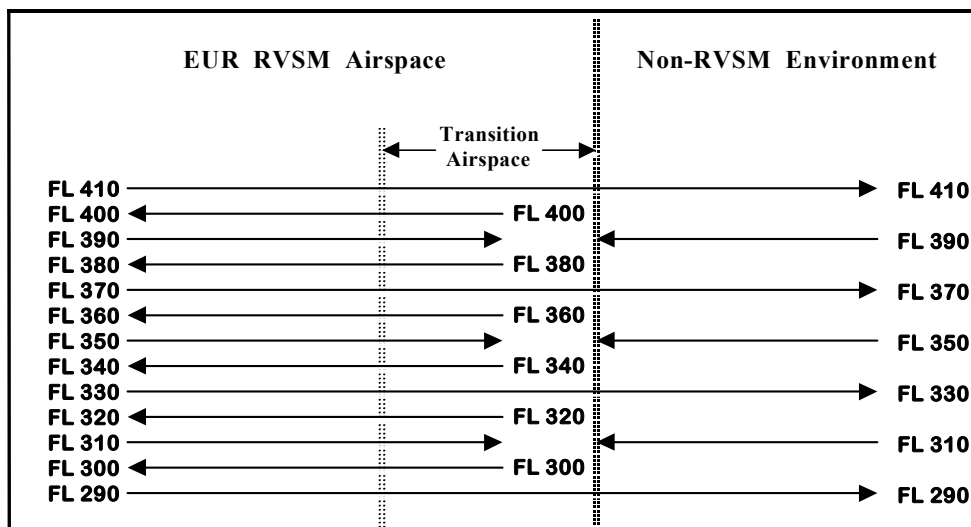 EUR RVSM Airspace
Non-RVSM Environment
Transition
Airspace
FL 410 FL 410
FL 400 FL 400
FL 390 FL 390
FL 380 FL 380
FL 370 FL 370
FL 360 FL 360
FL 350 FL 350
FL 340 FL 340
FL 330 FL 330
FL 320 FL 320
FL 310 FL 310
FL 300 FL 300
FL 290 FL 290